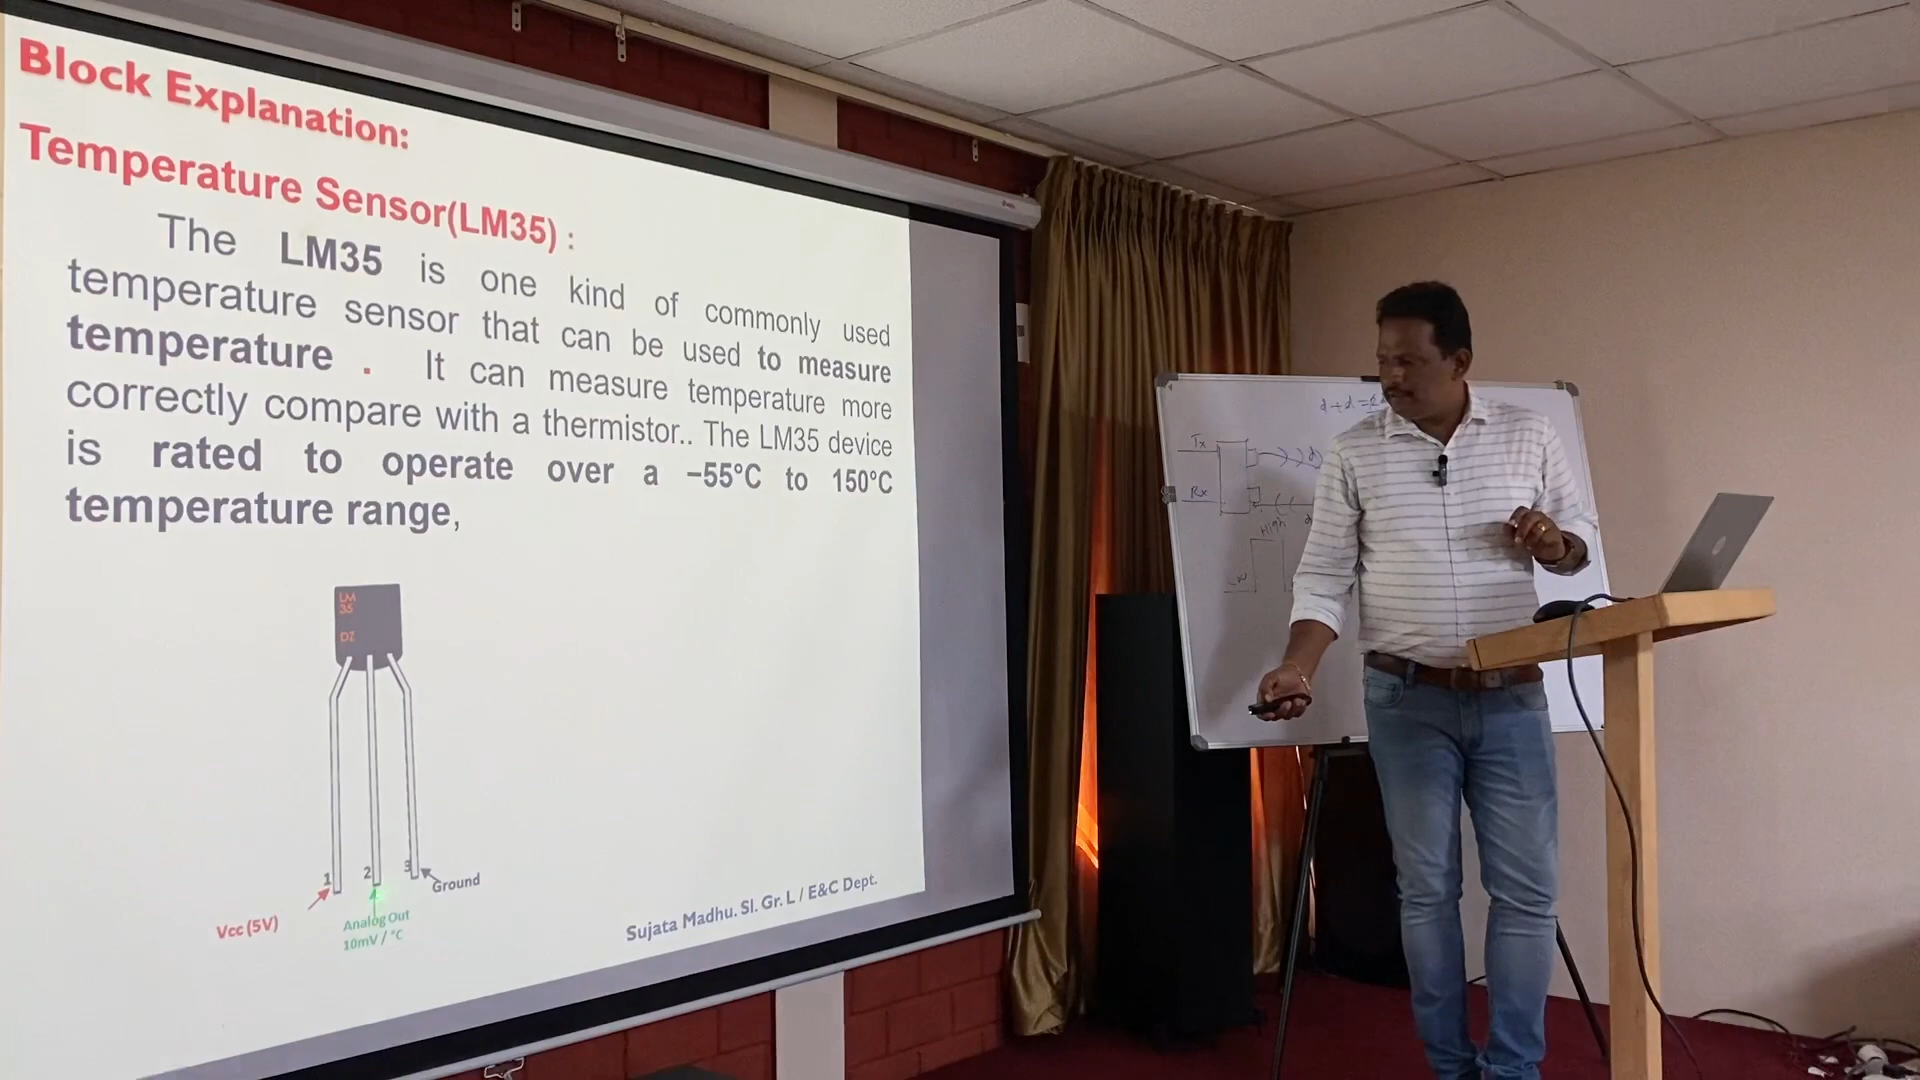 Block Explanation:
Temperature Sensor(LM35) :
The LM35 is one kind of commonly used
temperature sensor that can be used to measure
temperature . It can measure temperature more
correctly compare with a thermistor.. The LM35 device
is rated to operate over a –55°C to 150°C
temperature range,
LM
35
DZ
1 2 3
Ground
Vcc (5V)
Analog Out
10mV / °C
Sujata Madhu. Sl. Gr. L / E&C Dept.
d+d=2
Tx
d
Rx
High
d